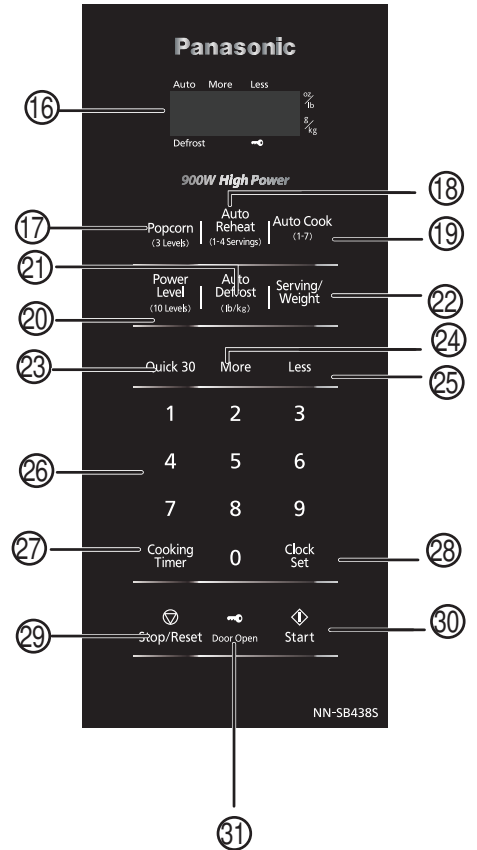 Panasonic
Auto More Less
oz/lb
⑯
g/kg
Defrost
900W High Power
⑱
⑰ Popcorn (3 Levels)
Auto Reheat (1-4 Servings)
Auto Cook (1-7) ⑲
㉑
Power Level (10 Levels)
Auto Defrost (lb/kg)
Serving/Weight ㉒
⑳
㉔
㉓ Quick 30 More Less ㉕
1 2 3
㉖ 4 5 6
7 8 9
㉗ Cooking Timer 0 Clock Set ㉘
㉙ Stop/Reset Door Open Start ㉚
NN-SB438S
㉛